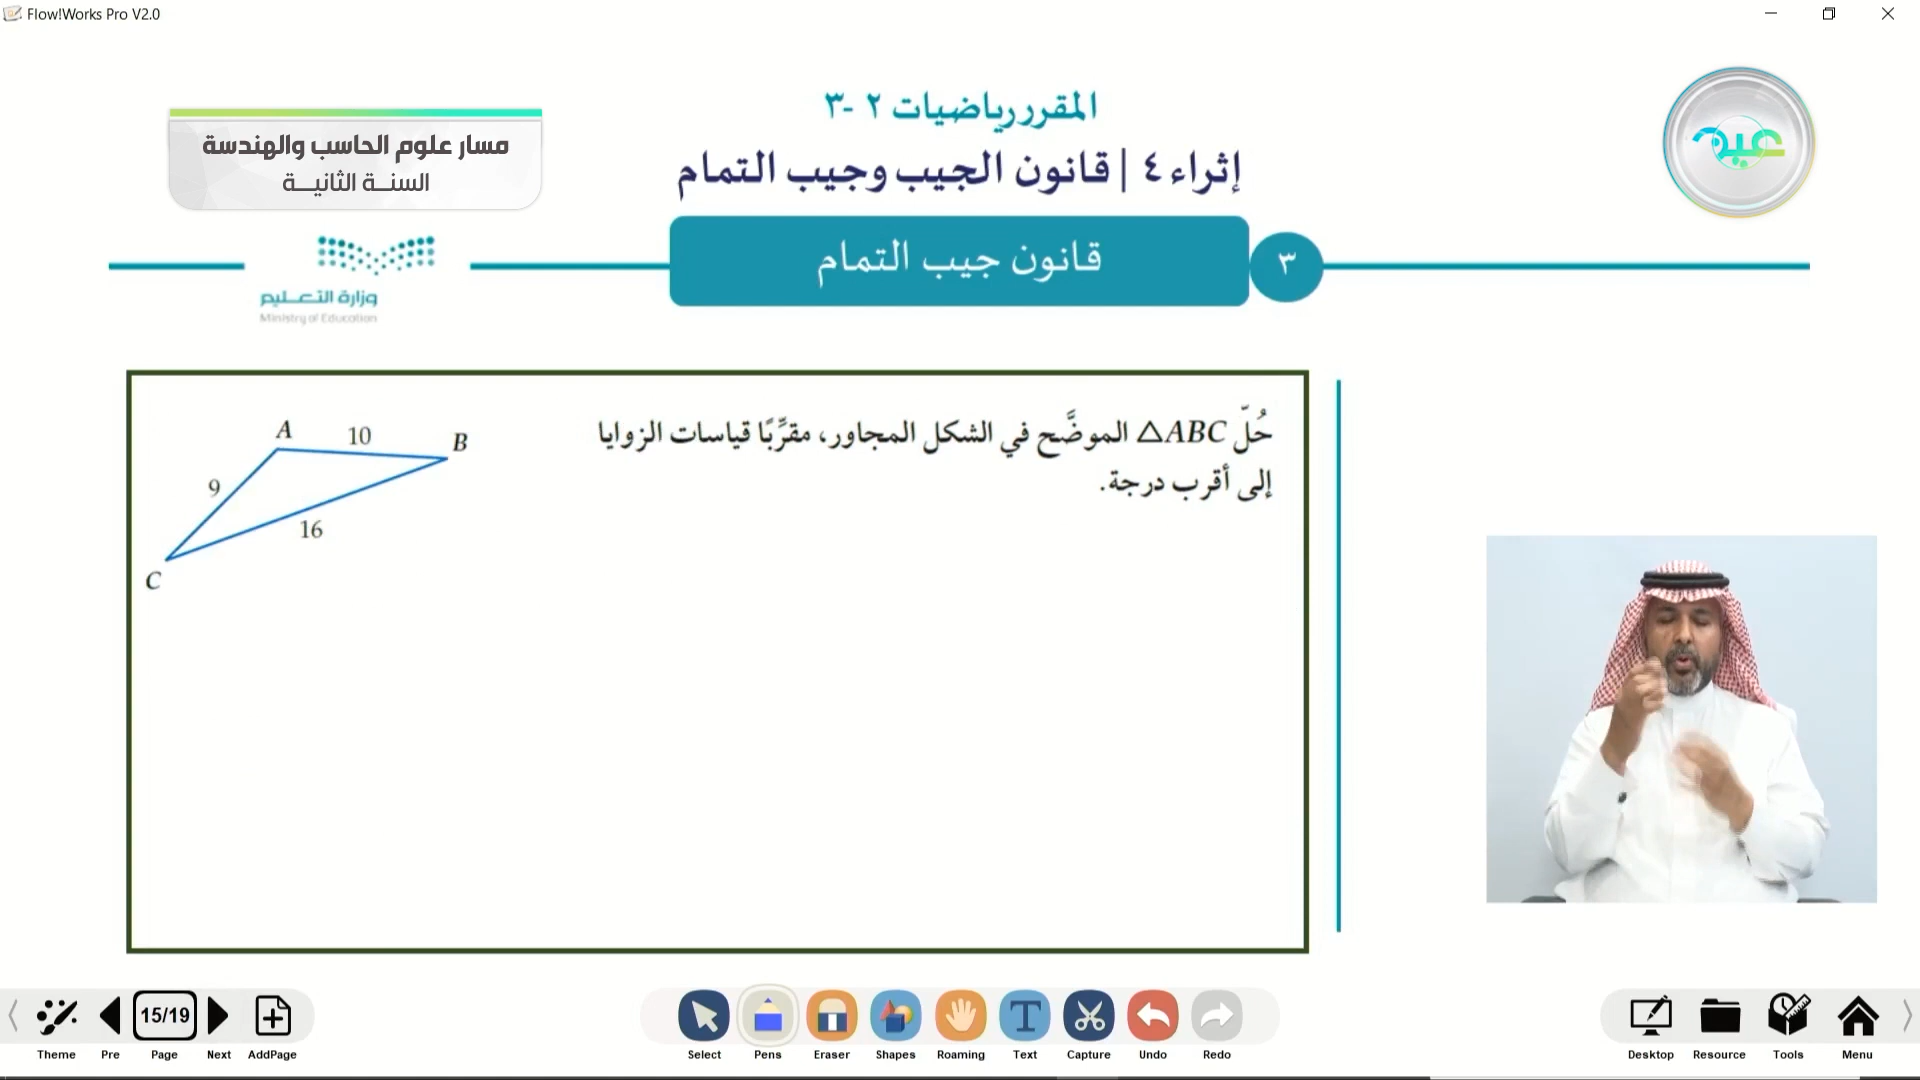 Flow!Works Pro V2.0
المقرر رياضيات ٢ -٣
إثراء ٤ | قانون الجيب وجيب التمام
مسار علوم الحاسب والهندسة
السنة الثانية
عين
قانون جيب التمام
٣
وزارة التعليم
Ministry of Education
حُلّ △ABC الموضَّح في الشكل المجاور، مقرِّبًا قياسات الزوايا
إلى أقرب درجة.
A
10
B
9
16
C
15/19
Theme
Pre
Page
Next
AddPage
Select
Pens
Eraser
Shapes
Roaming
T
Text
Capture
Undo
Redo
Desktop
Resource
Tools
Menu